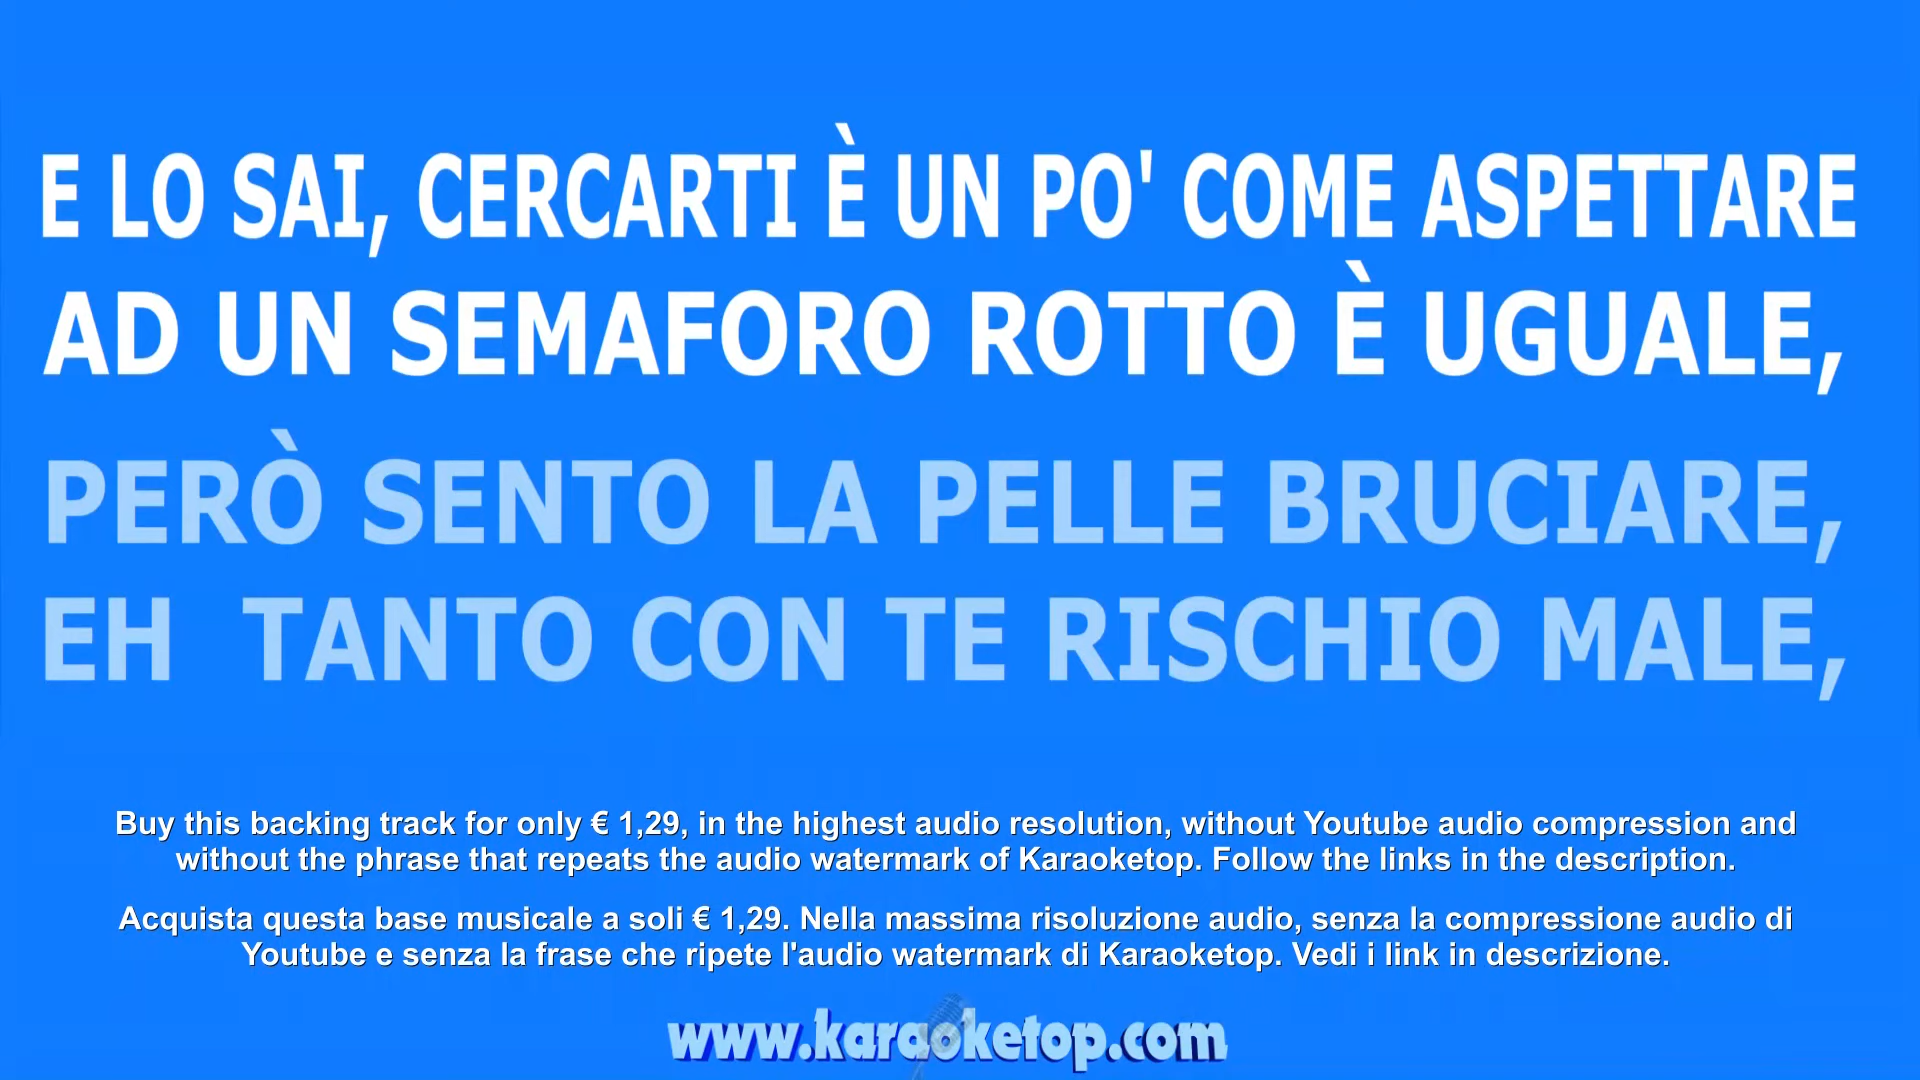 E LO SAI, CERCARTI È UN PO' COME ASPETTARE
AD UN SEMAFORO ROTTO È UGUALE,
PERÒ SENTO LA PELLE BRUCIARE,
EH  TANTO CON TE RISCHIO MALE,
Buy this backing track for only € 1,29, in the highest audio resolution, without Youtube audio compression and
without the phrase that repeats the audio watermark of Karaoketop. Follow the links in the description.
Acquista questa base musicale a soli € 1,29. Nella massima risoluzione audio, senza la compressione audio di
Youtube e senza la frase che ripete l'audio watermark di Karaoketop. Vedi i link in descrizione.
www.karaoketop.com